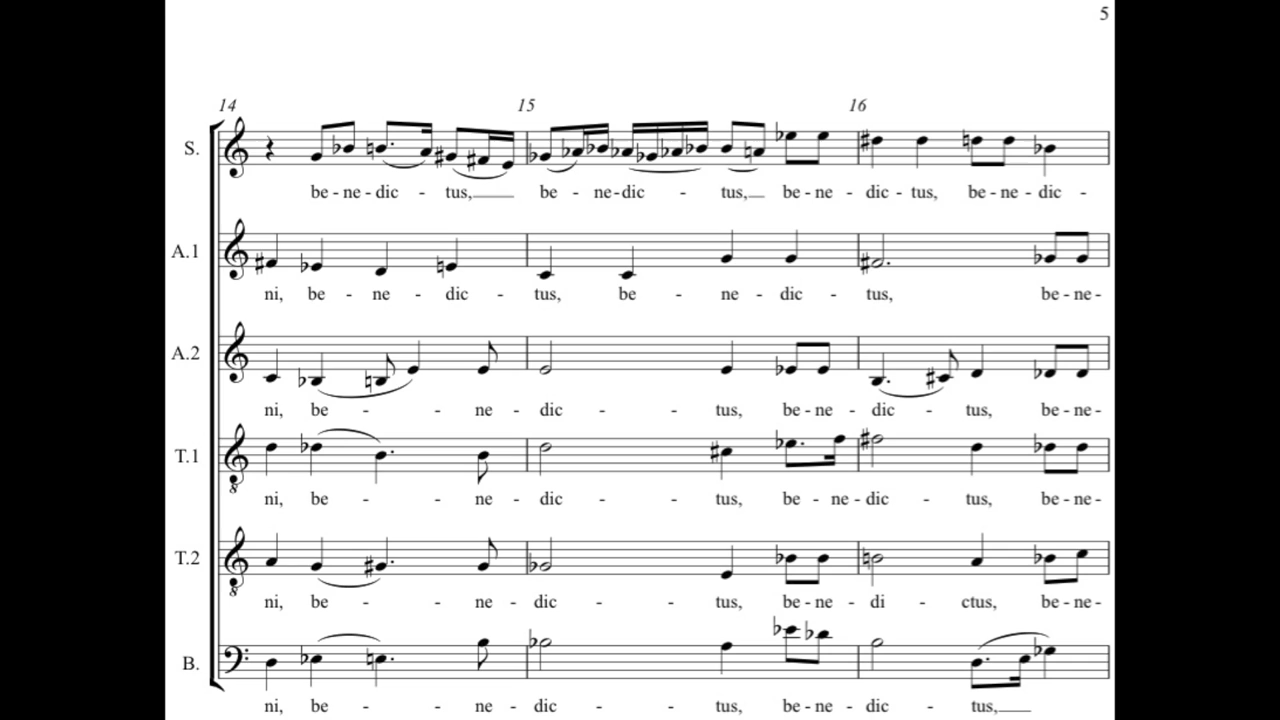 5
14 15 16
S.
be - ne - dic - tus, be - ne - dic - tus, be - ne - dic - tus, be - ne - dic -
A.1
ni, be - ne - dic - tus, be - ne - dic - tus, be - ne -
A.2
ni, be - - ne - dic - - tus, be - ne - dic - tus, be - ne -
T.1
ni, be - - ne - dic - - tus, be - ne - dic - tus, be - ne -
T.2
ni, be - - ne - dic - - tus, be - ne - di - ctus, be - ne -
B.
ni, be - - ne - dic - - tus, be - ne - dic - tus,